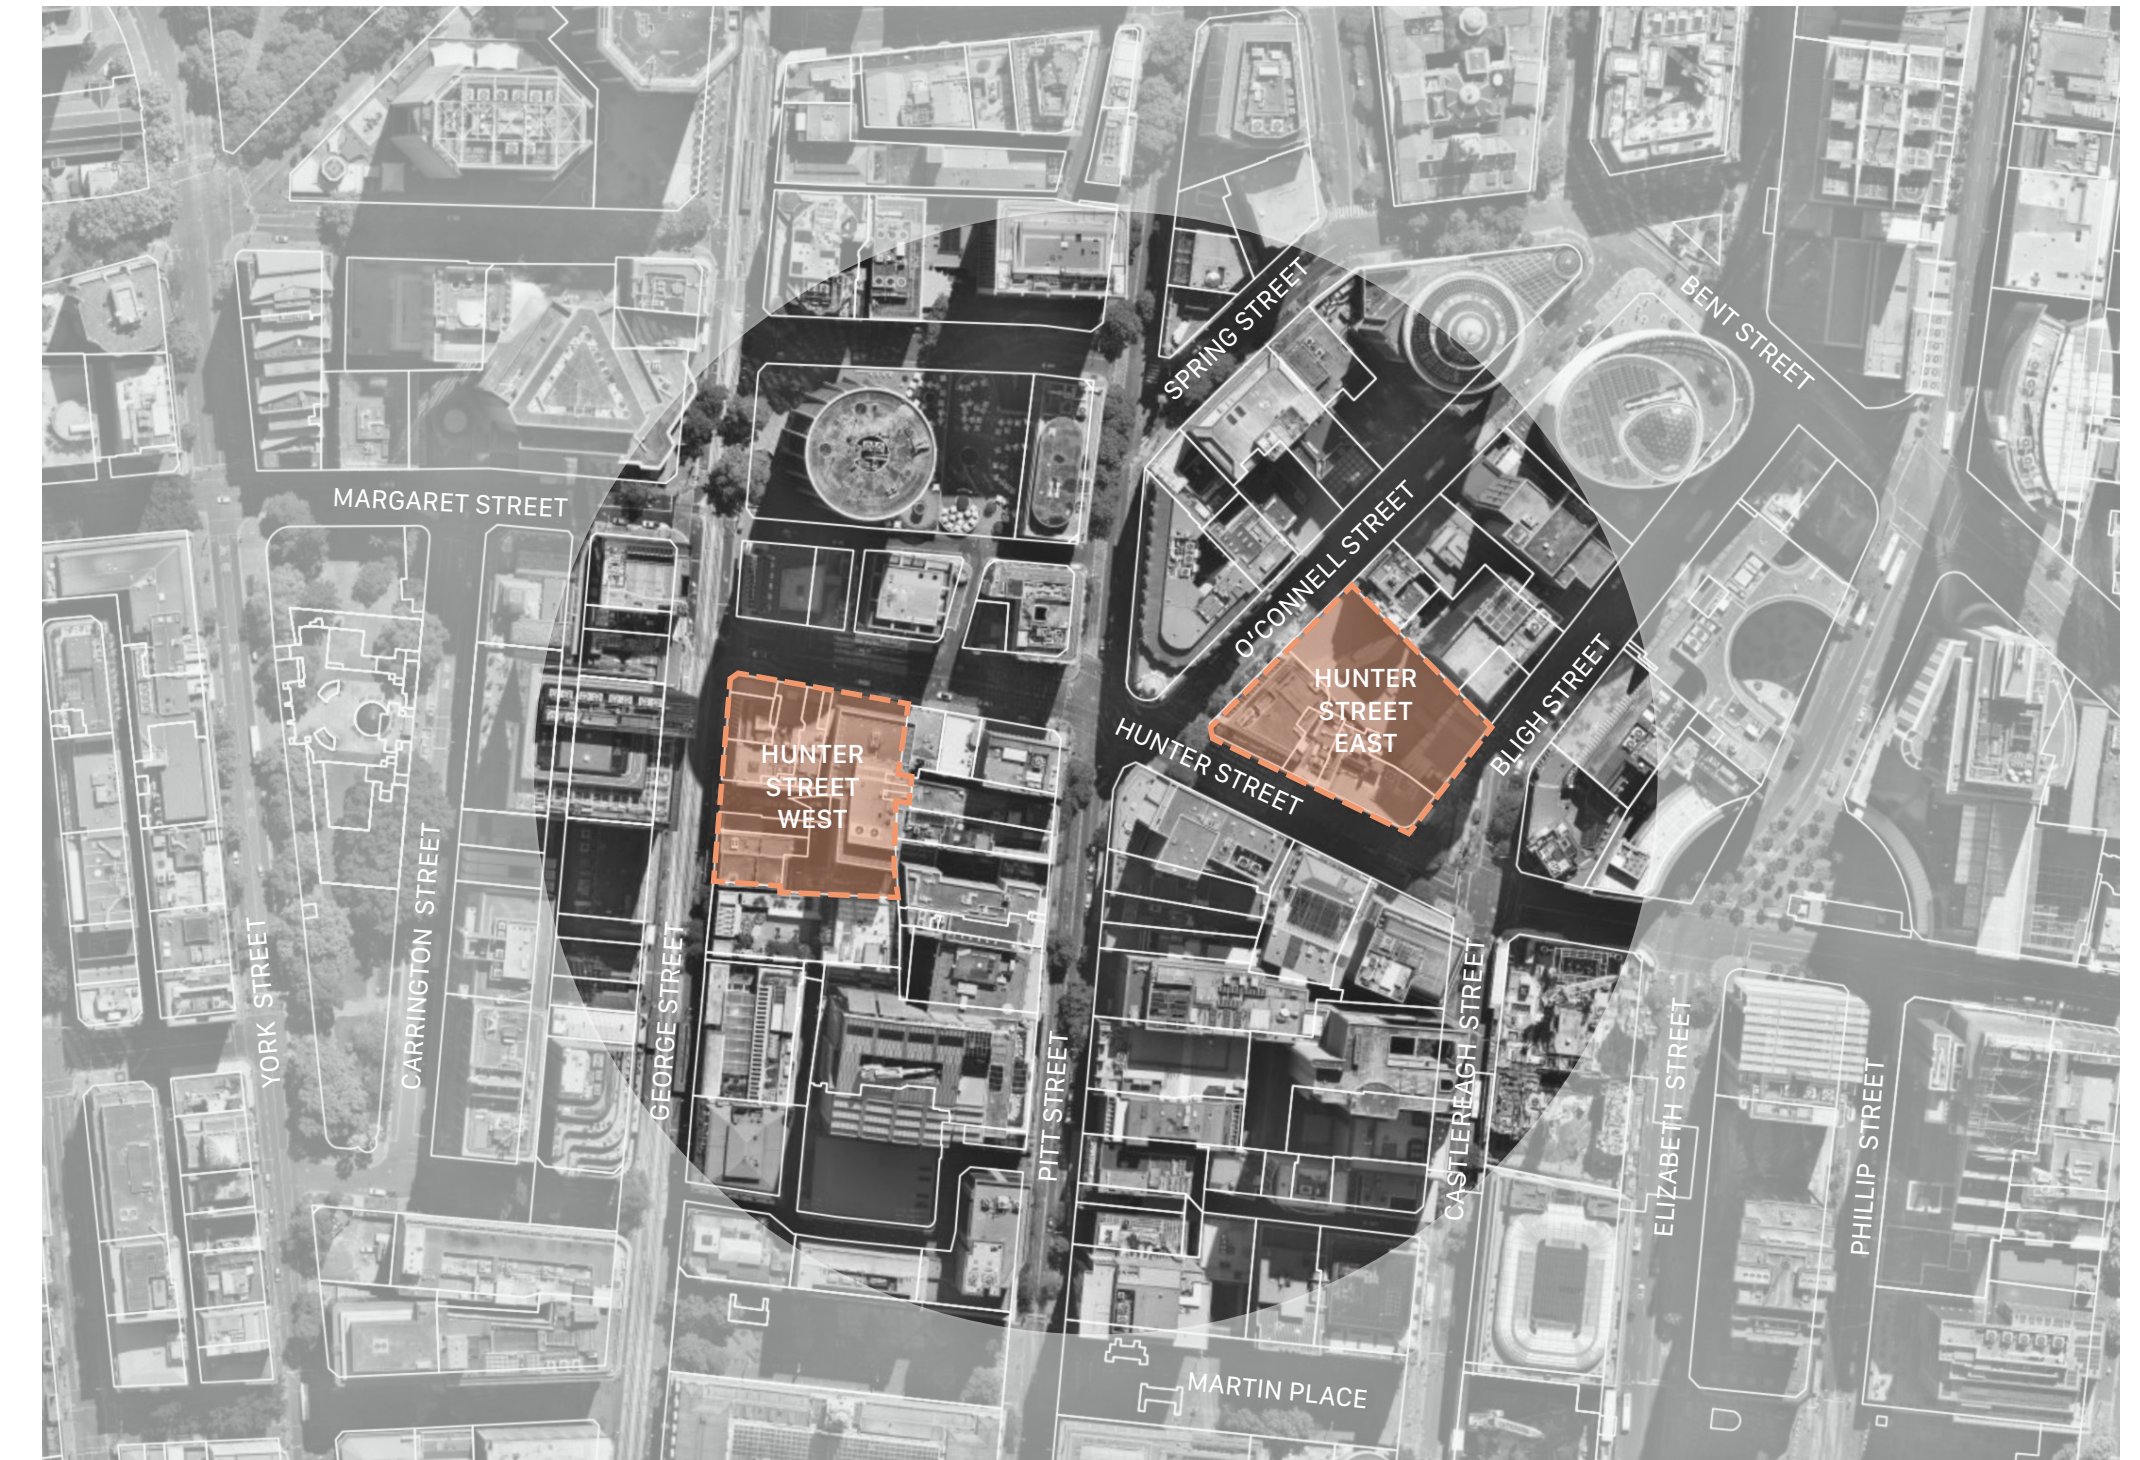 SPRING STREET
BENT STREET
MARGARET STREET
O'CONNELL STREET
HUNTER
STREET
EAST
BLIGH STREET
HUNTER STREET
HUNTER
STREET
WEST
YORK STREET
CARRINGTON STREET
GEORGE STREET
PITT STREET
CASTLEREAGH STREET
ELIZABETH STREET
PHILLIP STREET
MARTIN PLACE